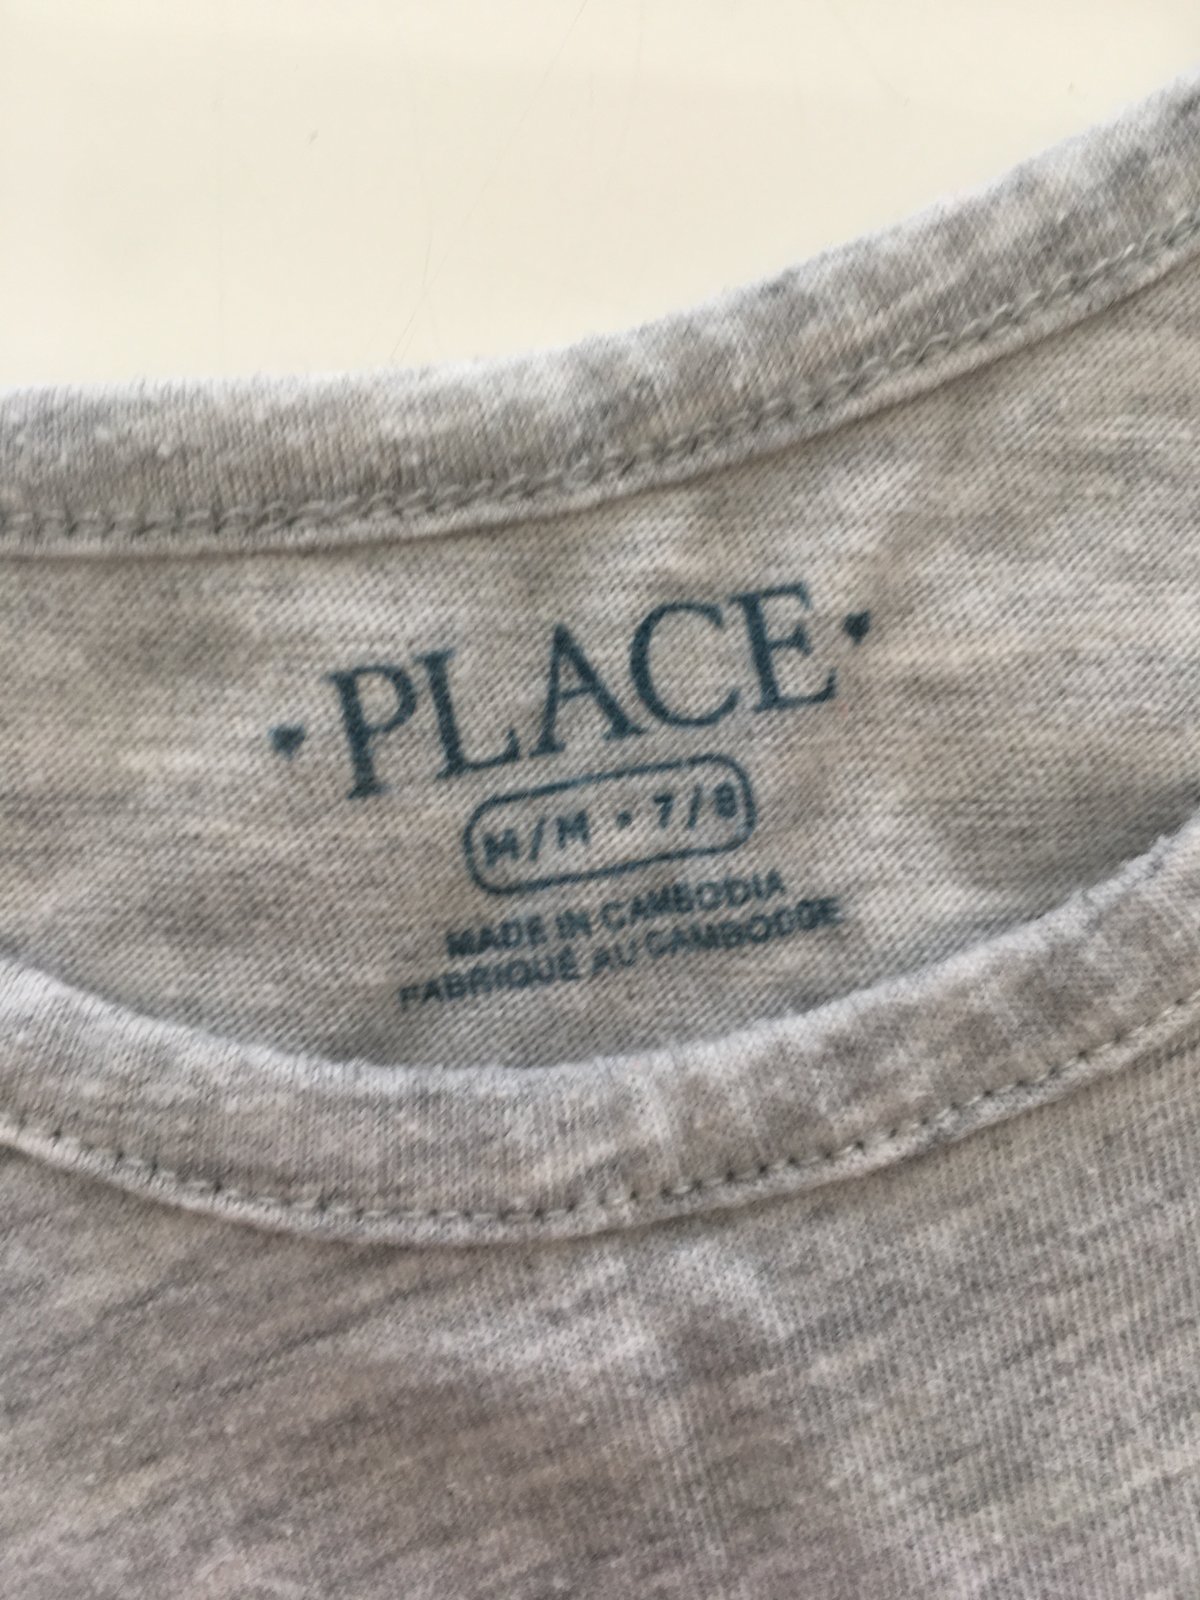 PLACE
M/M • 7/8
MADE IN CAMBODIA
FABRIQUÉ AU CAMBODGE